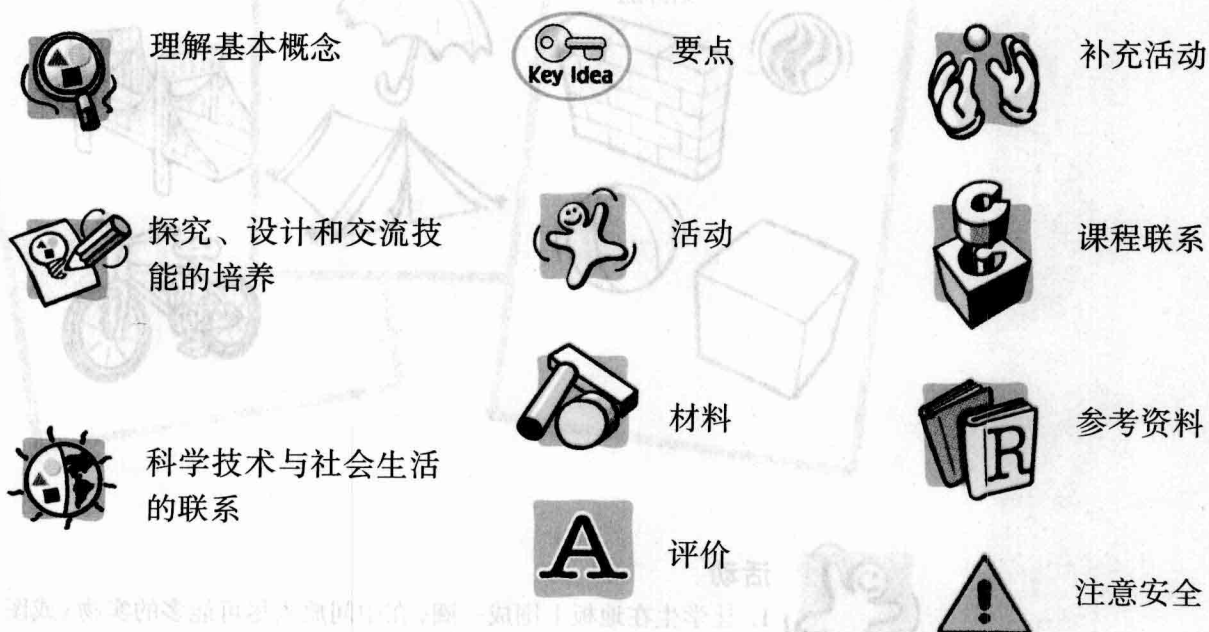 理解基本概念
探究、设计和交流技
能的培养
科学技术与社会生活
的联系
Key Idea
要点
活动
材料
A
评价
补充活动
C
C
课程联系
R
参考资料
!
注意安全
活动